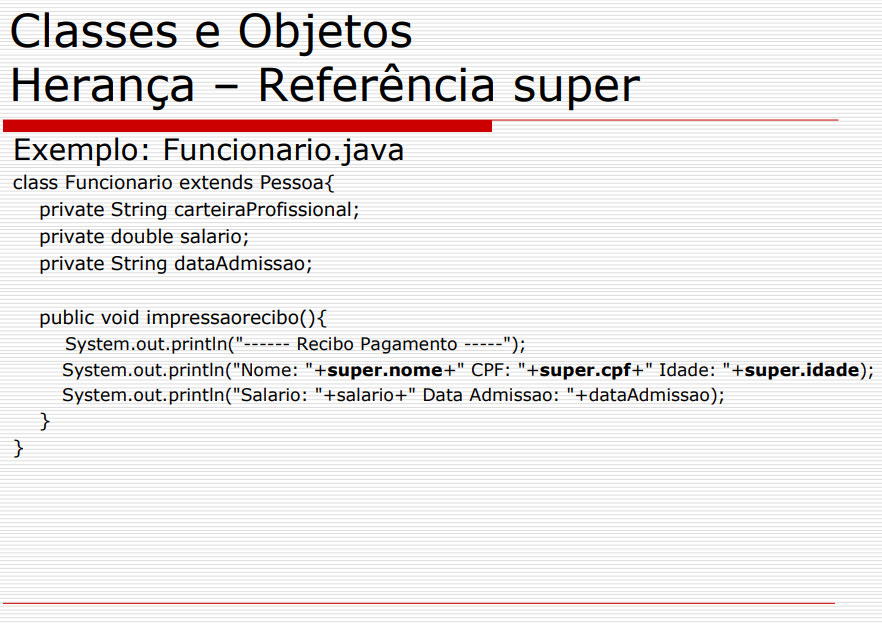 Classes e Objetos
Herança – Referência super
Exemplo: Funcionario.java
class Funcionario extends Pessoa{
private String carteiraProfissional;
private double salario;
private String dataAdmissao;
public void impressaorecibo(){
System.out.println("------ Recibo Pagamento -----");
System.out.println("Nome: "+super.nome+" CPF: "+super.cpf+" Idade: "+super.idade);
System.out.println("Salario: "+salario+" Data Admissao: "+dataAdmissao);
}
}